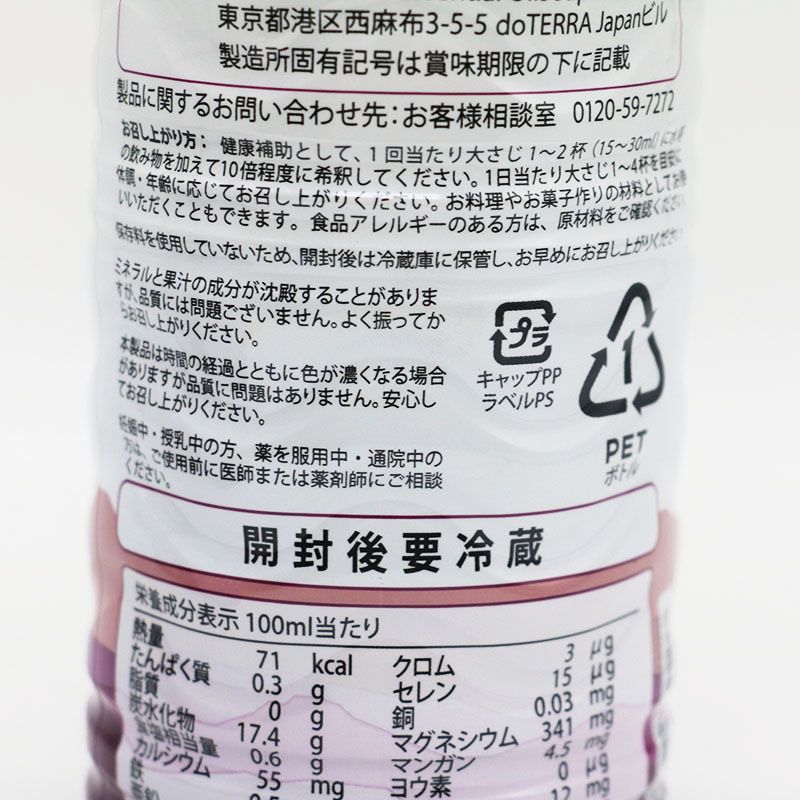 東京都港区西麻布3-5-5 doTERRA Japanビル
製造所固有記号は賞味期限の下に記載
製品に関するお問い合わせ先：お客様相談室 0120-59-7272
お召し上がり方： 健康補助として、1回当たり大さじ1～2杯（15～30ml）に
の飲み物を加えて10倍程度に希釈してください。1日当たり大さじ1～4杯を目安に
体調・年齢に応じてお召し上がりください。お料理やお菓子作りの材料として
いただくこともできます。食品アレルギーのある方は、原材料をご確認ください
保存料を使用していないため、開封後は冷蔵庫に保管し、お早めにお召し上がりください
ミネラルと果汁の成分が沈殿することがありま
すが、品質には問題ございません。よく振ってか
らお召し上がりください。
本製品は時間の経過とともに色が濃くなる場合
がありますが品質に問題はありません。安心し
てお召し上がりください。
妊娠中・授乳中の方、薬を服用中・通院中の
方は、ご使用前に医師または薬剤師にご相談
ください。
プラ
キャップPP
ラベルPS
1
PET
ボトル
開封後要冷蔵
栄養成分表示 100ml当たり
熱量 71 kcal
たんぱく質 0.3 g
脂質 0 g
炭水化物 17.4 g
食塩相当量 0.6 g
カルシウム 55 mg
鉄
亜鉛
クロム 3 μg
セレン 15 μg
銅 0.03 mg
マグネシウム 341 mg
マンガン 4.5 mg
ヨウ素 0 μg
12 mg